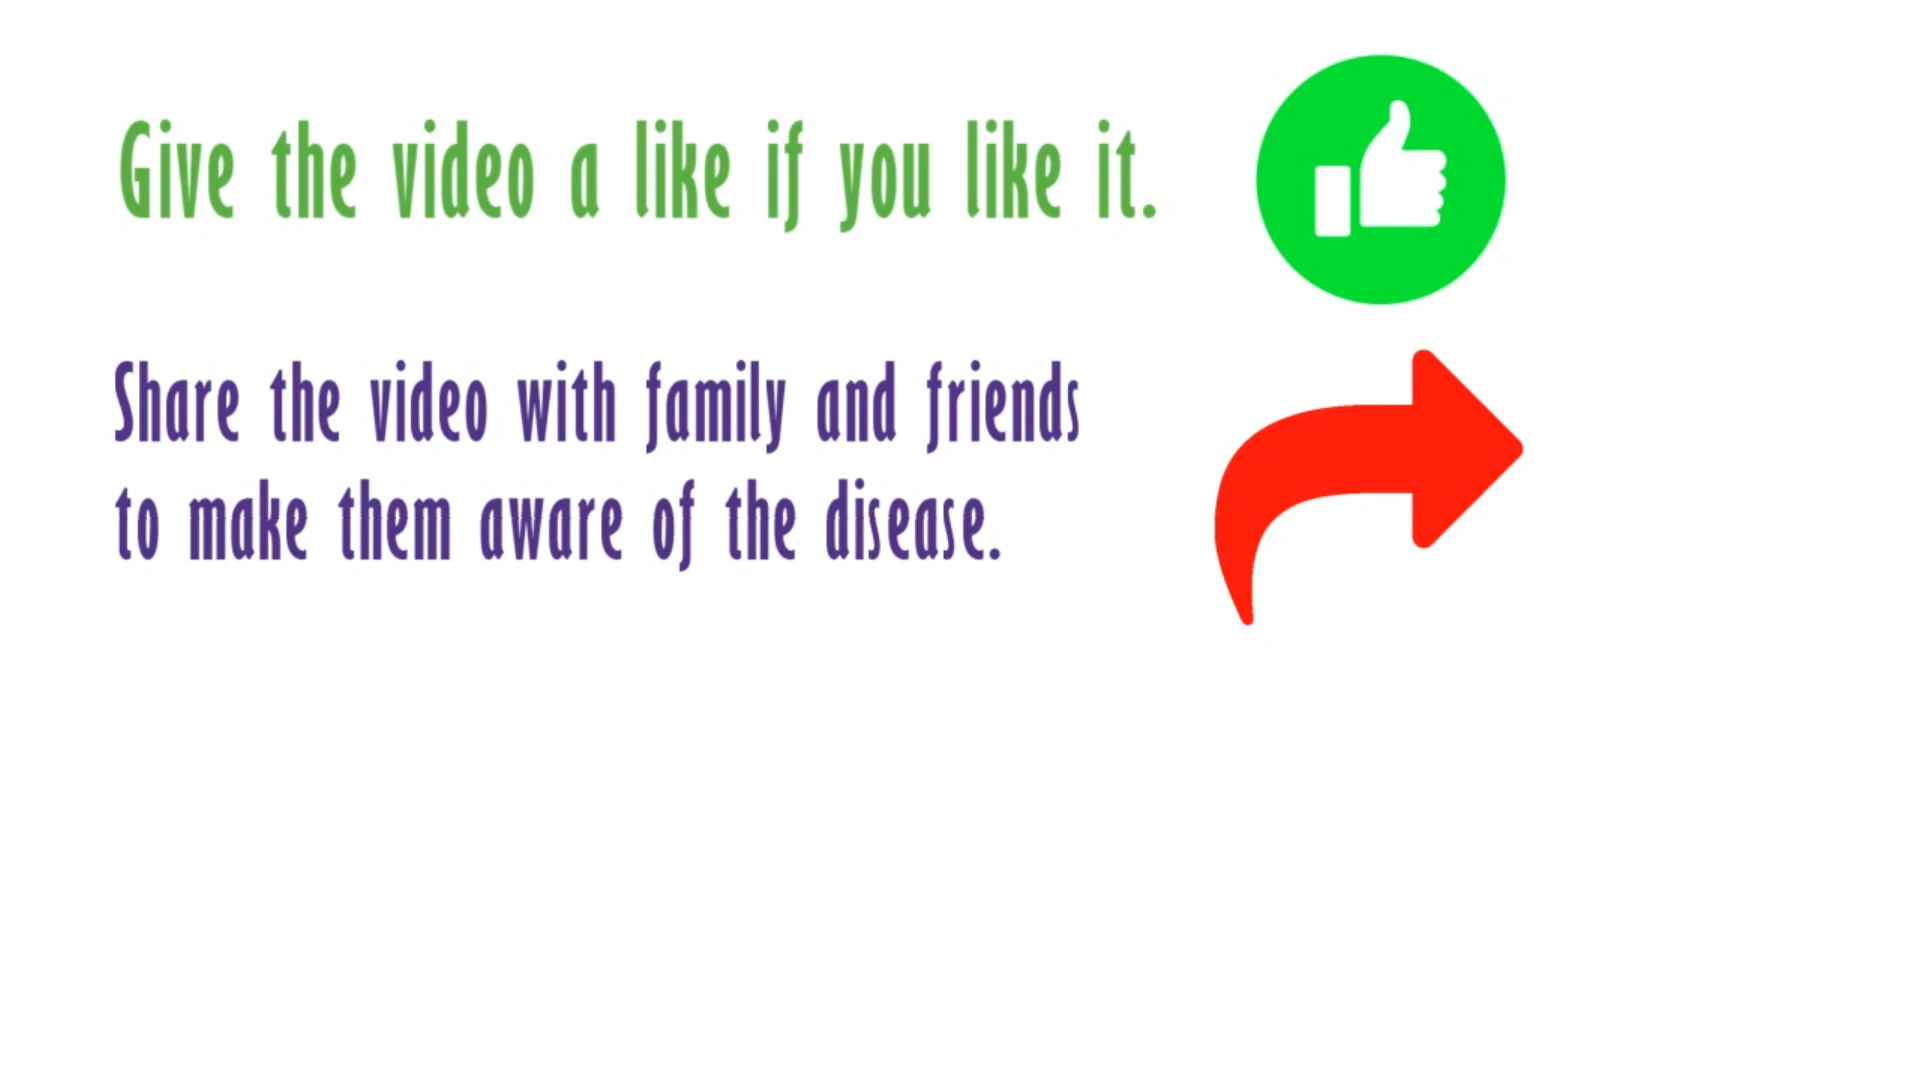 Give the video a like if you like it.
Share the video with family and friends
to make them aware of the disease.